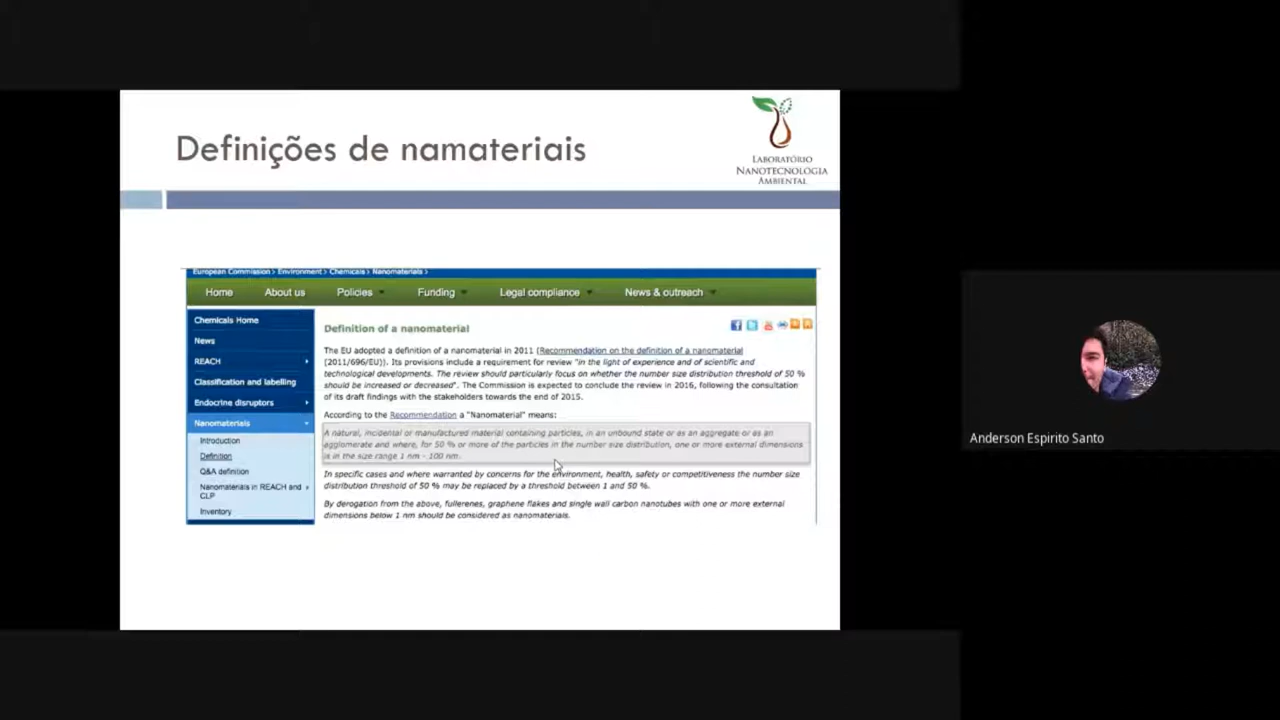 Definições de namateriais
LABORATÓRIO
NANOTECNOLOGIA
AMBIENTAL
European Commission > Environment > Chemicals > Nanomaterials >
Home About us Policies Funding Legal compliance News & outreach
Chemicals Home
News
REACH
Classification and labelling
Endocrine disruptors
Nanomaterials
Introduction
Definition
Q&A definition
Nanomaterials in REACH and
CLP
Inventory
Definition of a nanomaterial
The EU adopted a definition of a nanomaterial in 2011 (Recommendation on the definition of a nanomaterial
(2011/696/EU)). Its provisions include a requirement for review "in the light of experience and of scientific and
technological developments. The review should particularly focus on whether the number size distribution threshold of 50 %
should be increased or decreased". The Commission is expected to conclude the review in 2016, following the consultation
of its draft findings with the stakeholders towards the end of 2015.
According to the Recommendation a "Nanomaterial" means:
A natural, incidental or manufactured material containing particles, in an unbound state or as an aggregate or as an
agglomerate and where, for 50 % or more of the particles in the number size distribution, one or more external dimensions
is in the size range 1 nm - 100 nm.
In specific cases and where warranted by concerns for the environment, health, safety or competitiveness the number size
distribution threshold of 50 % may be replaced by a threshold between 1 and 50 %.
By derogation from the above, fullerenes, graphene flakes and single wall carbon nanotubes with one or more external
dimensions below 1 nm should be considered as nanomaterials.
Anderson Espirito Santo